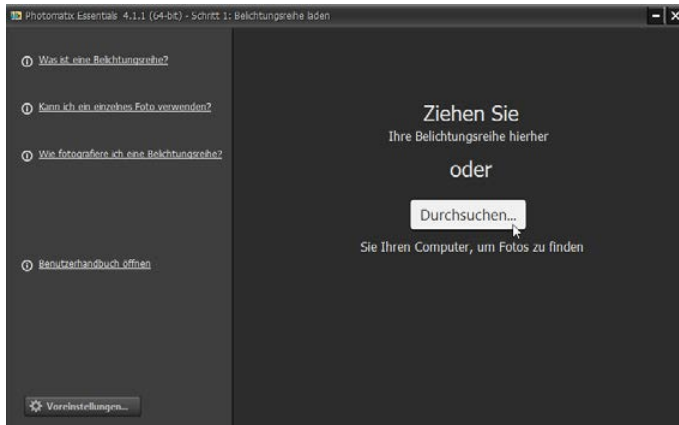 Photomatix Essentials 4.1.1 (64-bit) - Schritt 1: Belichtungsreihe laden
Was ist eine Belichtungsreihe?
Kann ich ein einzelnes Foto verwenden?
Wie fotografiere ich eine Belichtungsreihe?
Benutzerhandbuch öffnen
Voreinstellungen...
Ziehen Sie
Ihre Belichtungsreihe hierher
oder
Durchsuchen...
Sie Ihren Computer, um Fotos zu finden